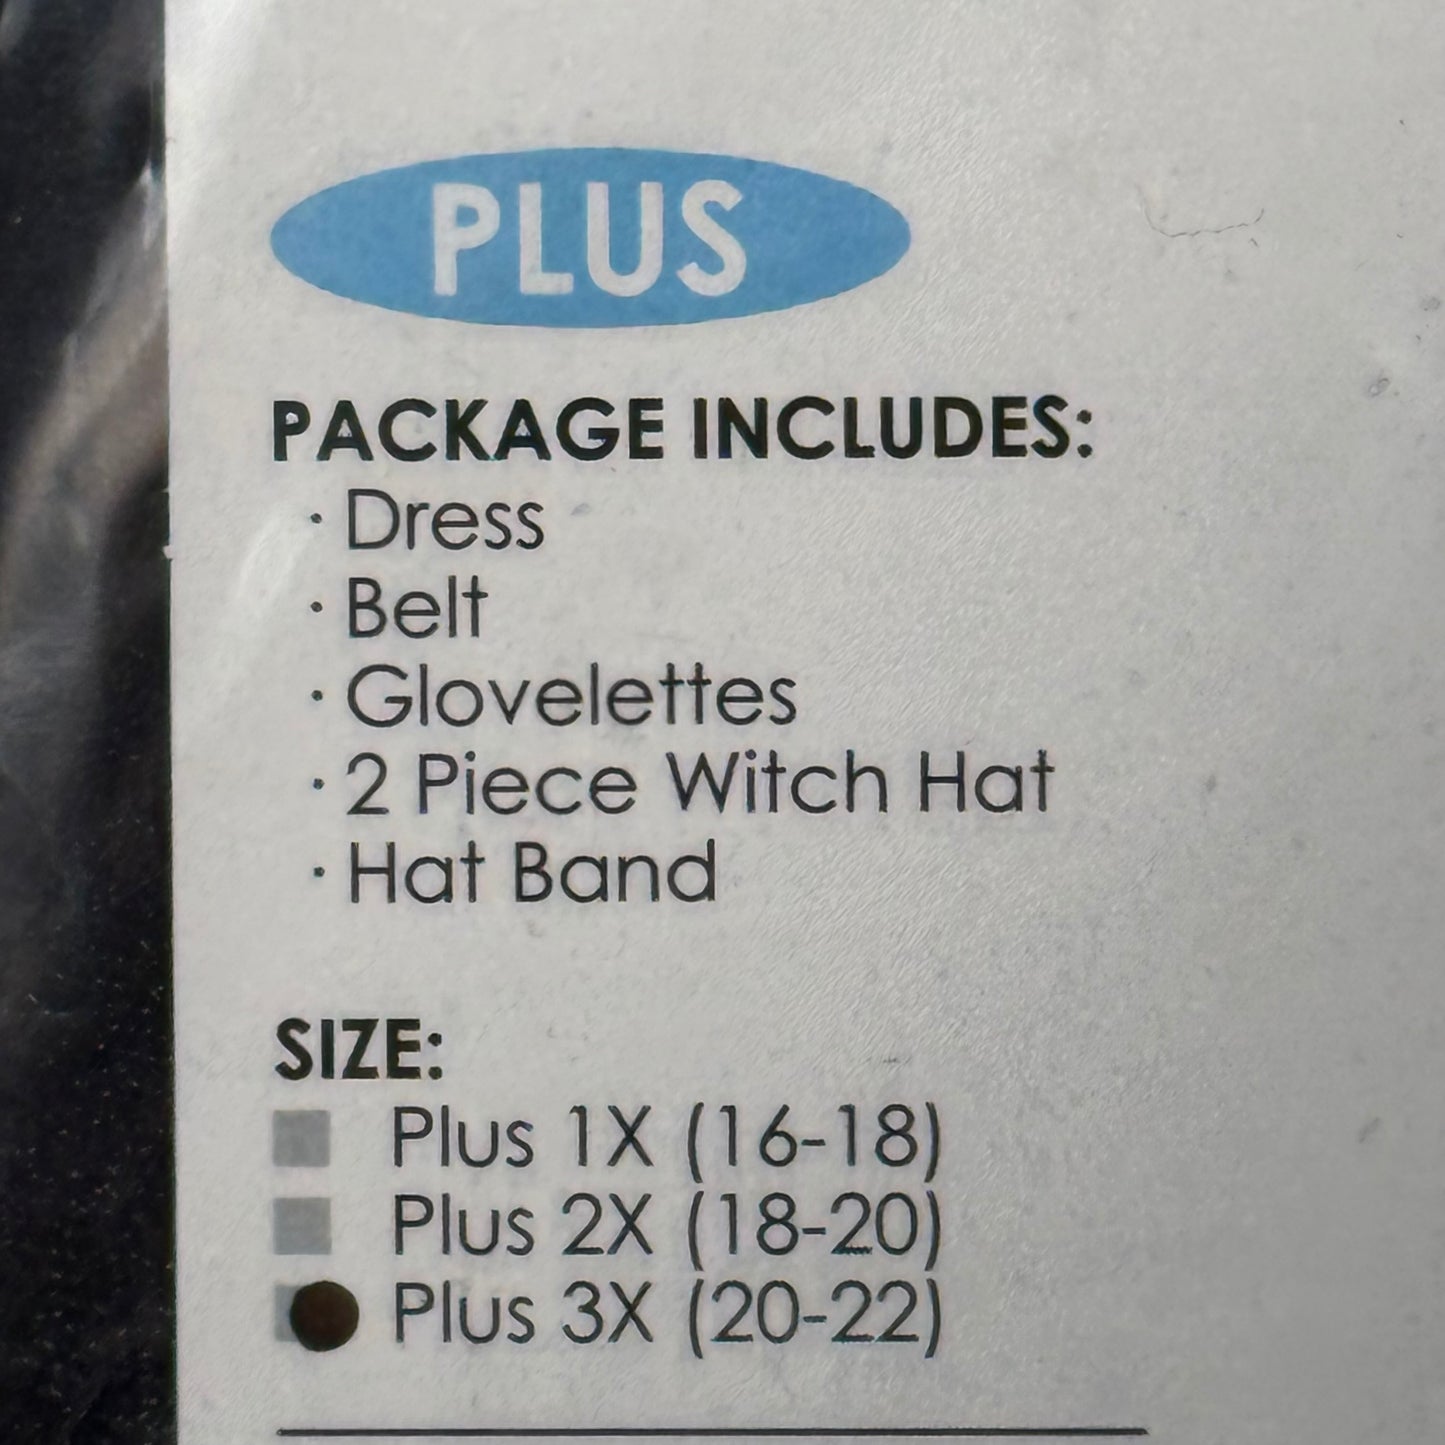 PLUS
PACKAGE INCLUDES:
· Dress
· Belt
· Glovelettes
· 2 Piece Witch Hat
· Hat Band
SIZE:
Plus 1X (16-18)
Plus 2X (18-20)
Plus 3X (20-22)